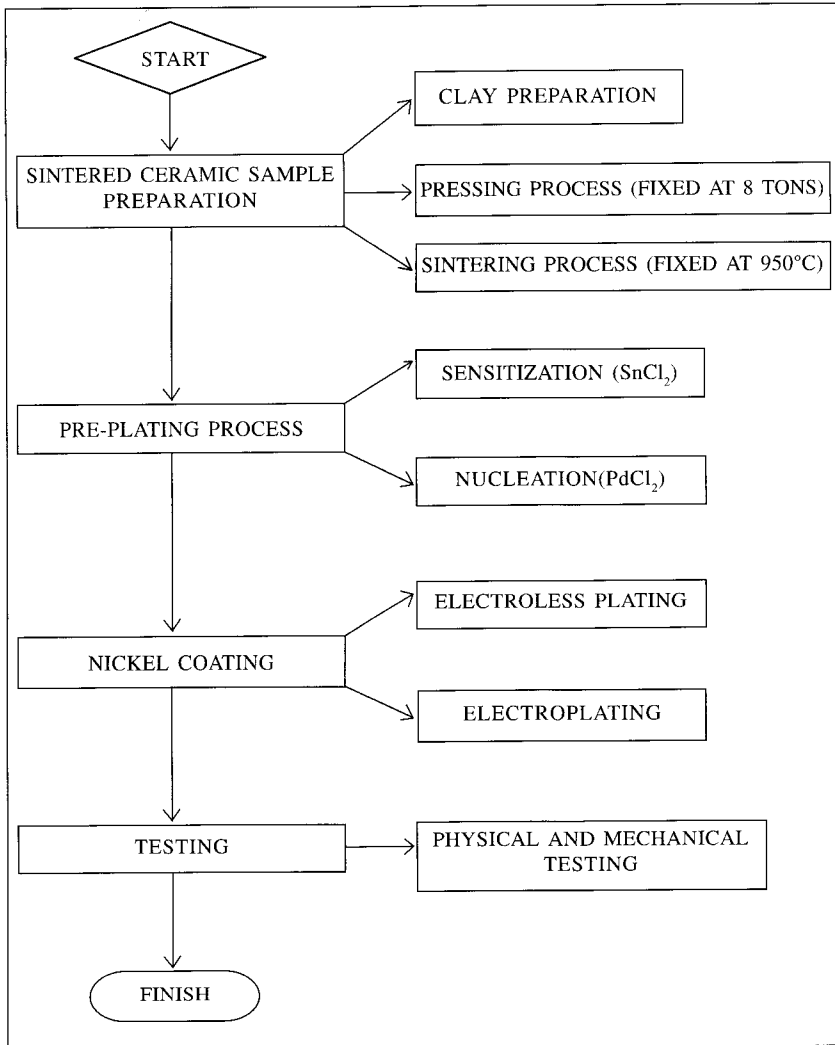 START
CLAY PREPARATION
SINTERED CERAMIC SAMPLE
PREPARATION
PRESSING PROCESS (FIXED AT 8 TONS)
SINTERING PROCESS (FIXED AT 950°C)
SENSITIZATION (SnCl₂)
PRE-PLATING PROCESS
NUCLEATION(PdCl₂)
ELECTROLESS PLATING
NICKEL COATING
ELECTROPLATING
TESTING
PHYSICAL AND MECHANICAL
TESTING
FINISH